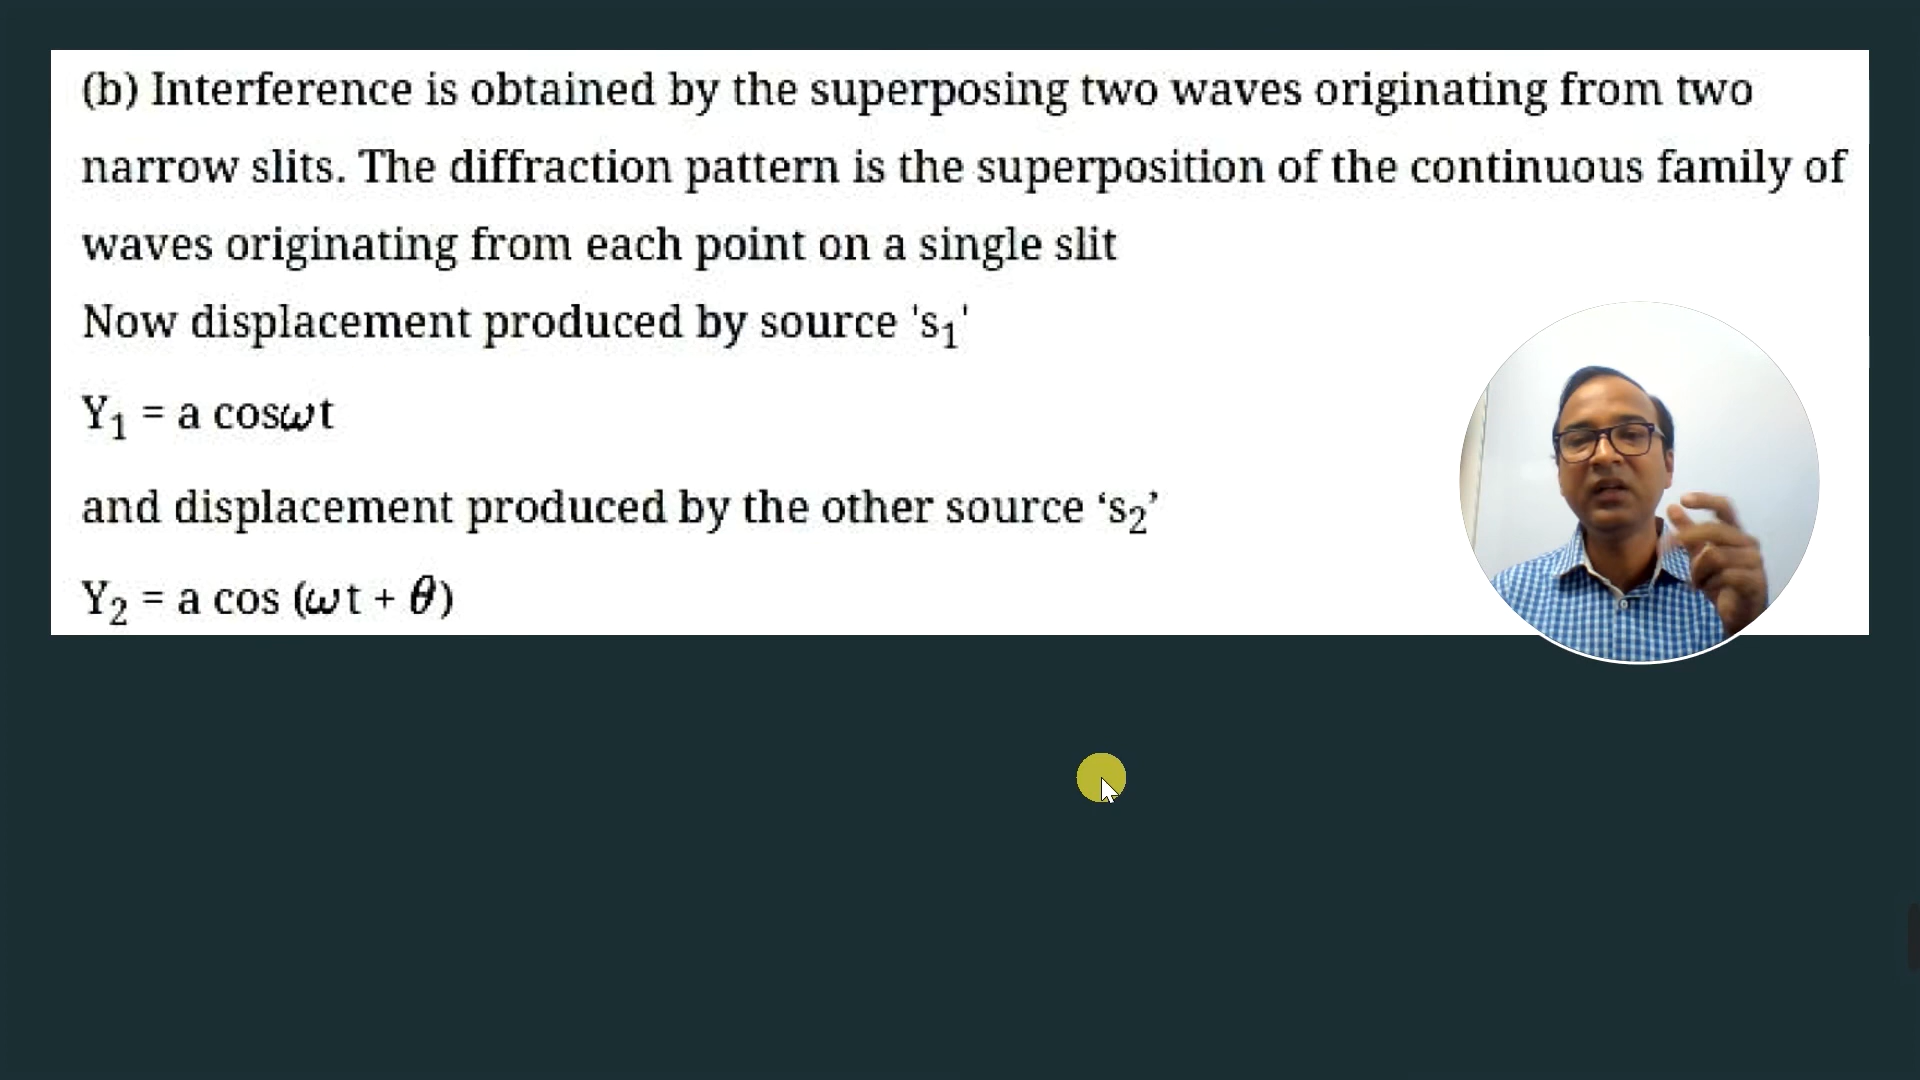 (b) Interference is obtained by the superposing two waves originating from two
narrow slits. The diffraction pattern is the superposition of the continuous family of
waves originating from each point on a single slit
Now displacement produced by source 's₁'
Y₁ = a cosωt
and displacement produced by the other source ‘s₂’
Y₂ = a cos (ωt + θ)